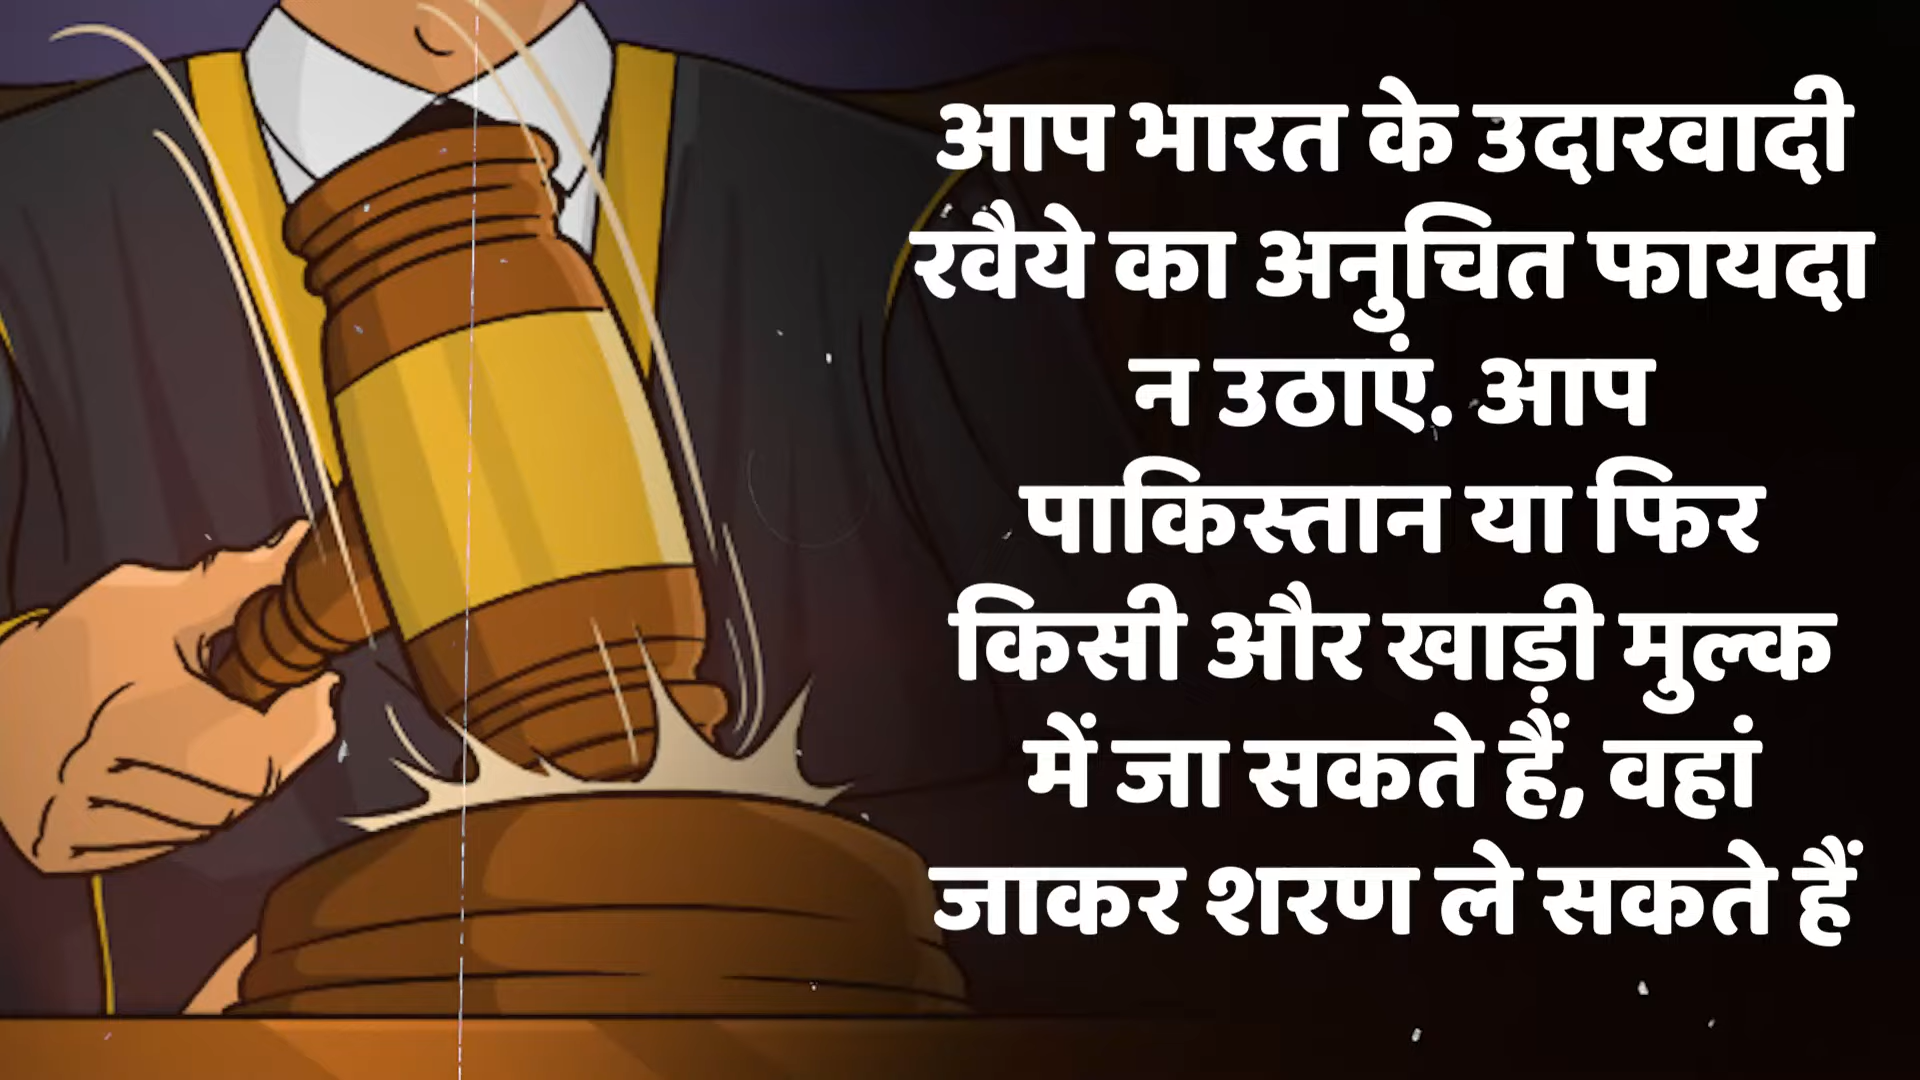 आप भारत के उदारवादी
रवैये का अनुचित फायदा
न उठाएं. आप
पाकिस्तान या फिर
किसी और खाड़ी मुल्क
में जा सकते हैं, वहां
जाकर शरण ले सकते हैं